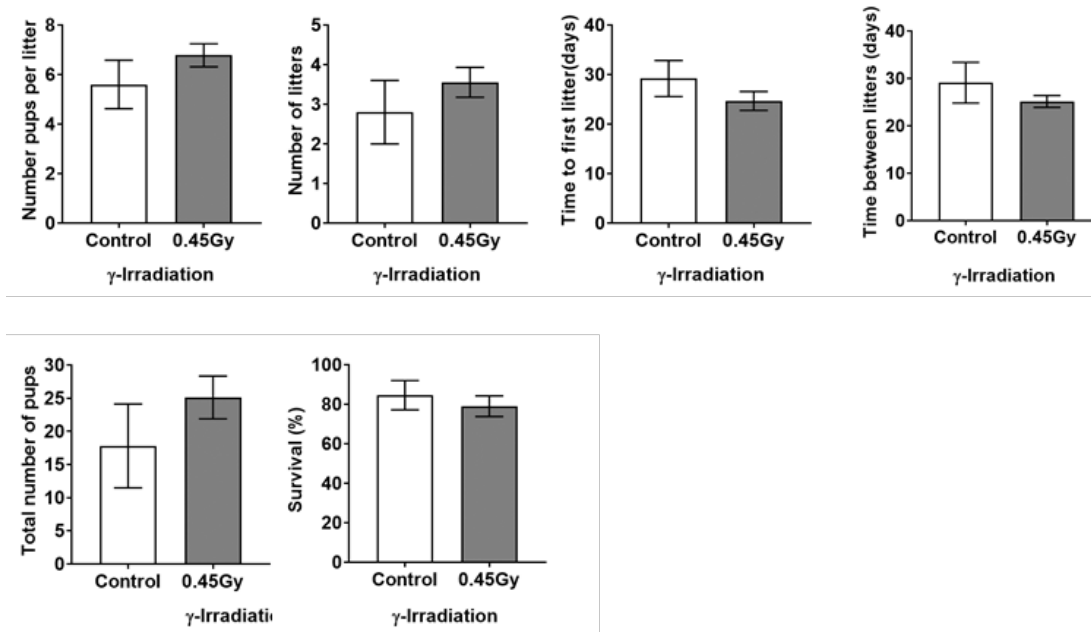 Number pups per litter
8
6
4
2
0
Control 0.45Gy
γ-Irradiation
Number of litters
5
4
3
2
1
0
Control 0.45Gy
γ-Irradiation
Time to first litter(days)
40
30
20
10
0
Control 0.45Gy
γ-Irradiation
Time between litters (days)
40
30
20
10
0
Control 0.45Gy
γ-Irradiation
Total number of pups
30
25
20
15
10
5
0
Control 0.45Gy
γ-Irradiati
Survival (%)
100
80
60
40
20
0
Control 0.45Gy
γ-Irradiation